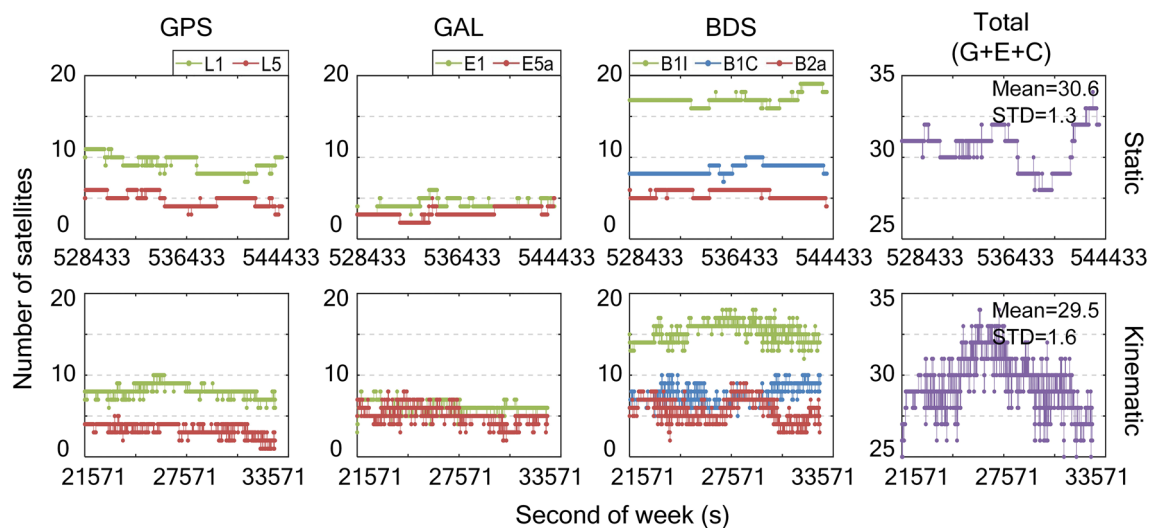 GPS GAL BDS Total
(G+E+C)
L1 L5 E1 E5a B1I B1C B2a
20 20 20 35
Mean=30.6
STD=1.3
10 10 10 30
0 0 0 25
528433 536433 544433 528433 536433 544433 528433 536433 544433 528433 536433 544433
Static
Number of satellites
20 20 20 35
Mean=29.5
STD=1.6
10 10 10 30
0 0 0 25
21571 27571 33571 21571 27571 33571 21571 27571 33571 21571 27571 33571
Kinematic
Second of week (s)